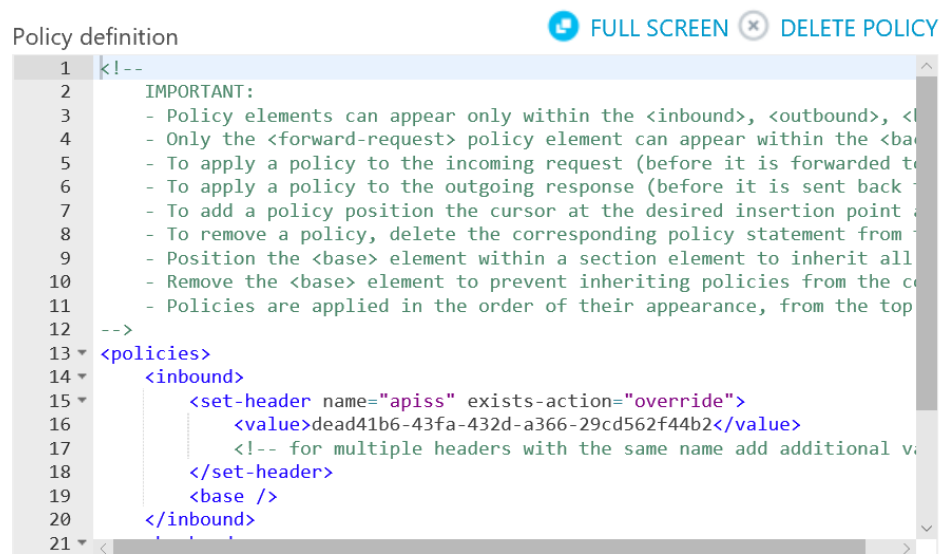 Policy definition
FULL SCREEN
DELETE POLICY
1 <!--
2 IMPORTANT:
3 - Policy elements can appear only within the <inbound>, <outbound>,
4 - Only the <forward-request> policy element can appear within the
5 - To apply a policy to the incoming request (before it is forwarded
6 - To apply a policy to the outgoing response (before it is sent back
7 - To add a policy position the cursor at the desired insertion point
8 - To remove a policy, delete the corresponding policy statement from
9 - Position the <base> element within a section element to inherit all
10 - Remove the <base> element to prevent inheriting policies from the
11 - Policies are applied in the order of their appearance, from the top
12 -->
13 <policies>
14 <inbound>
15 <set-header name="apiss" exists-action="override">
16 <value>dead41b6-43fa-432d-a366-29cd562f44b2</value>
17 <!-- for multiple headers with the same name add additional
18 </set-header>
19 <base />
20 </inbound>
21